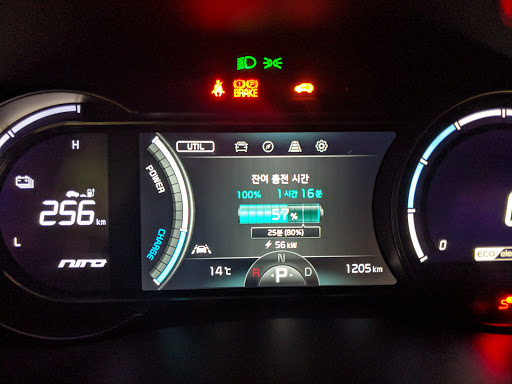 BRAKE
H
256 km
L
NIRO
POWER
CHARGE
UTIL
잔여 충전 시간
100% 1시간 16분
57%
25분 (80%)
56 kW
14℃
R N P D
1205 km
0
0
ECO